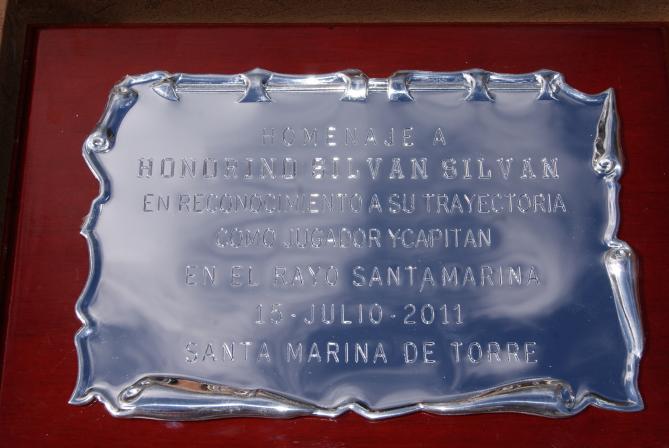 HOMENAJE A
HONORINO SILVAN SILVAN
EN RECONOCIMIENTO A SU TRAYECTORIA
COMO JUGADOR Y CAPITAN
EN EL RAYO SANTAMARINA
15-JULIO-2011
SANTA MARINA DE TORRE